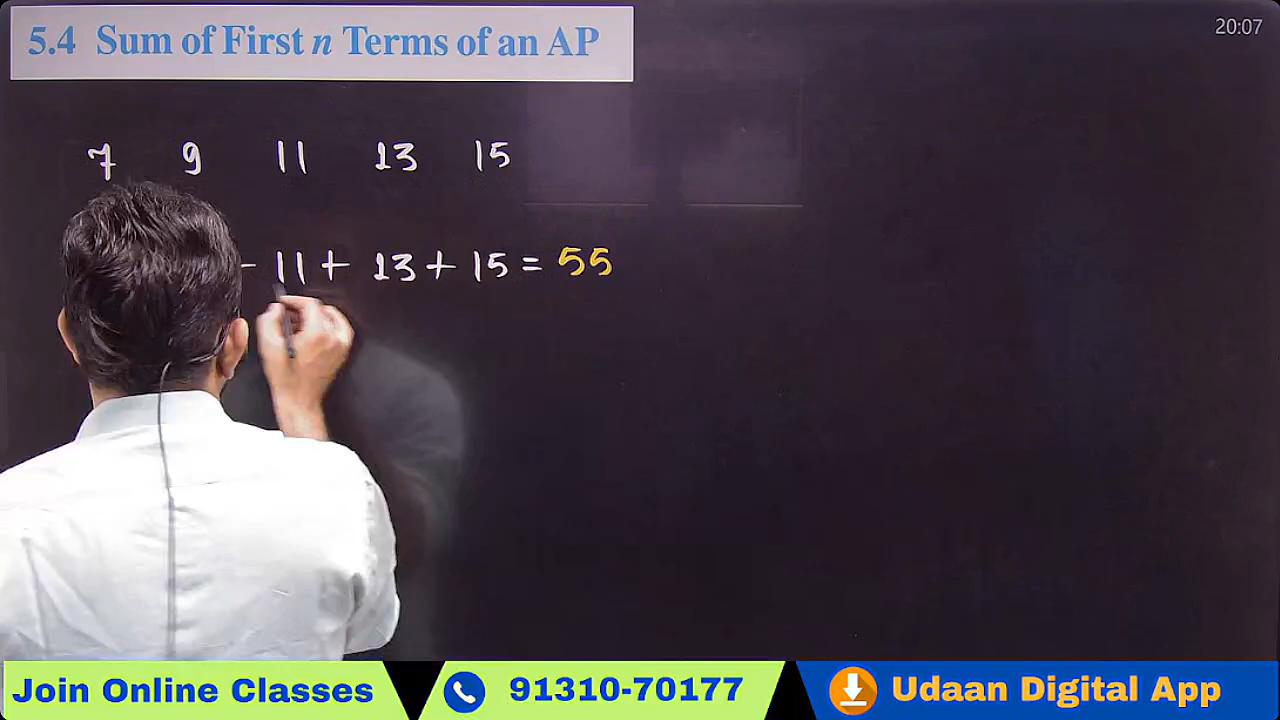 5.4 Sum of First n Terms of an AP
20:07
7 9 11 13 15
- 11 + 13 + 15 = 55
Join Online Classes
91310-70177
Udaan Digital App